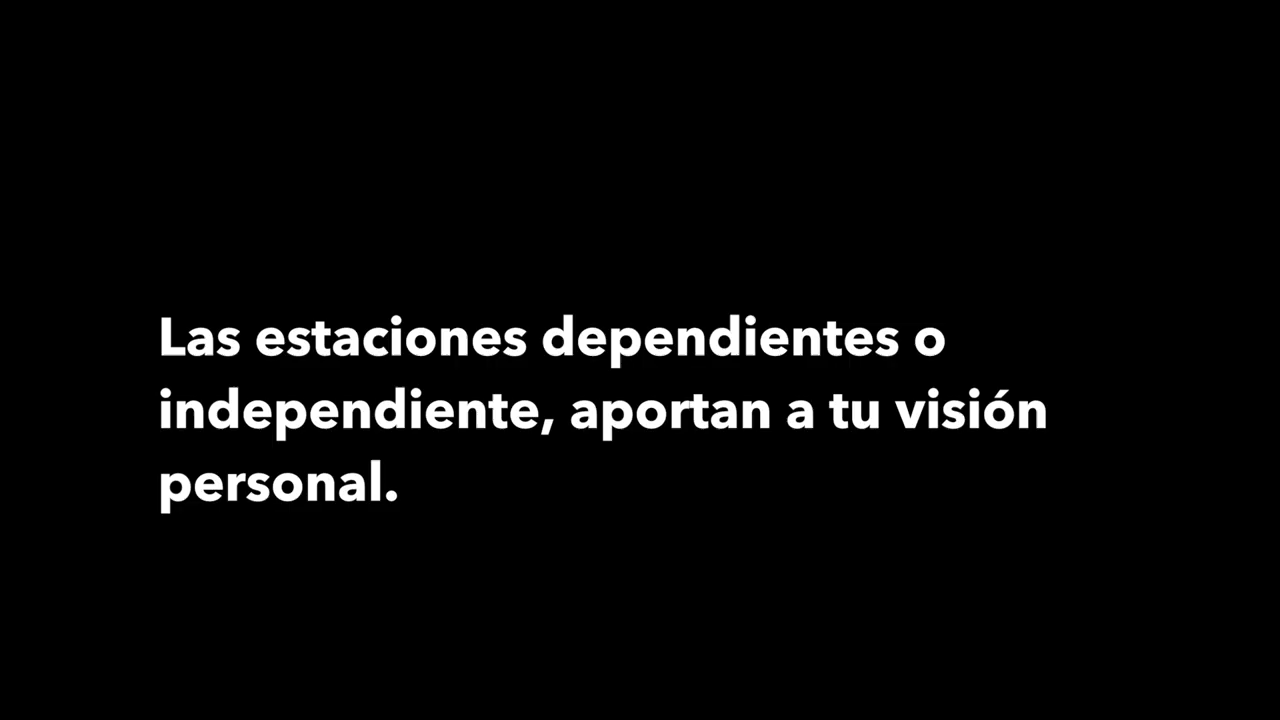 Las estaciones dependientes o
independiente, aportan a tu visión
personal.